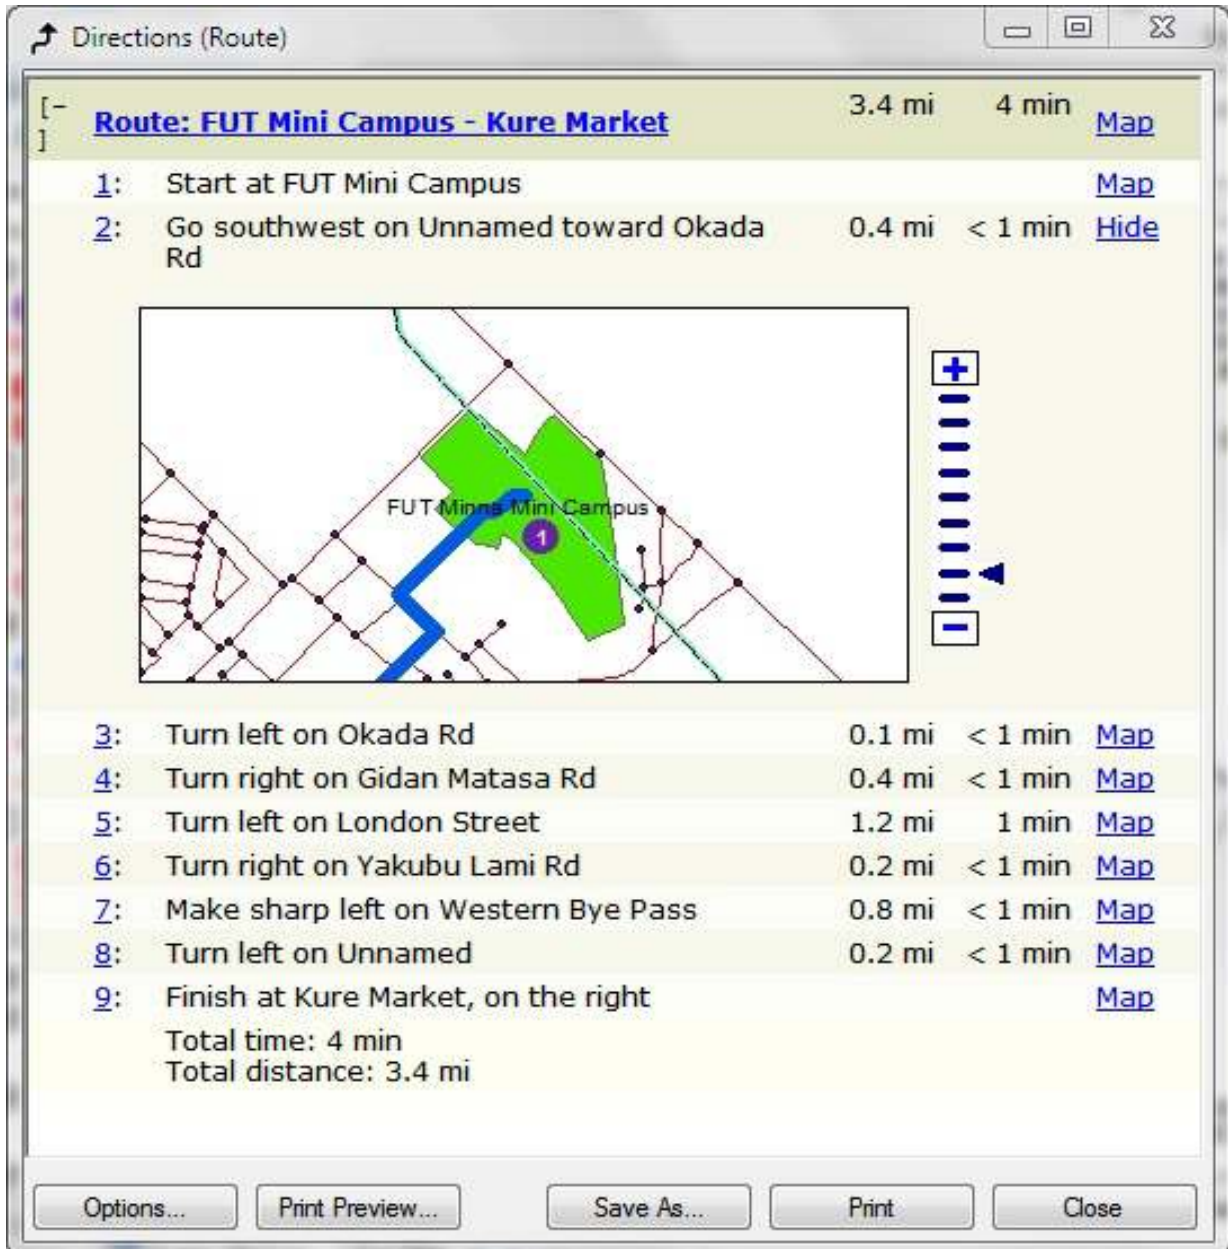 Directions (Route)
[-] Route: FUT Mini Campus - Kure Market 3.4 mi 4 min Map
1: Start at FUT Mini Campus Map
2: Go southwest on Unnamed toward Okada 0.4 mi < 1 min Hide
Rd
+
FUT Minna Mini Campus
1
-
3: Turn left on Okada Rd 0.1 mi < 1 min Map
4: Turn right on Gidan Matasa Rd 0.4 mi < 1 min Map
5: Turn left on London Street 1.2 mi 1 min Map
6: Turn right on Yakubu Lami Rd 0.2 mi < 1 min Map
7: Make sharp left on Western Bye Pass 0.8 mi < 1 min Map
8: Turn left on Unnamed 0.2 mi < 1 min Map
9: Finish at Kure Market, on the right Map
Total time: 4 min
Total distance: 3.4 mi
Options... Print Preview... Save As... Print Close